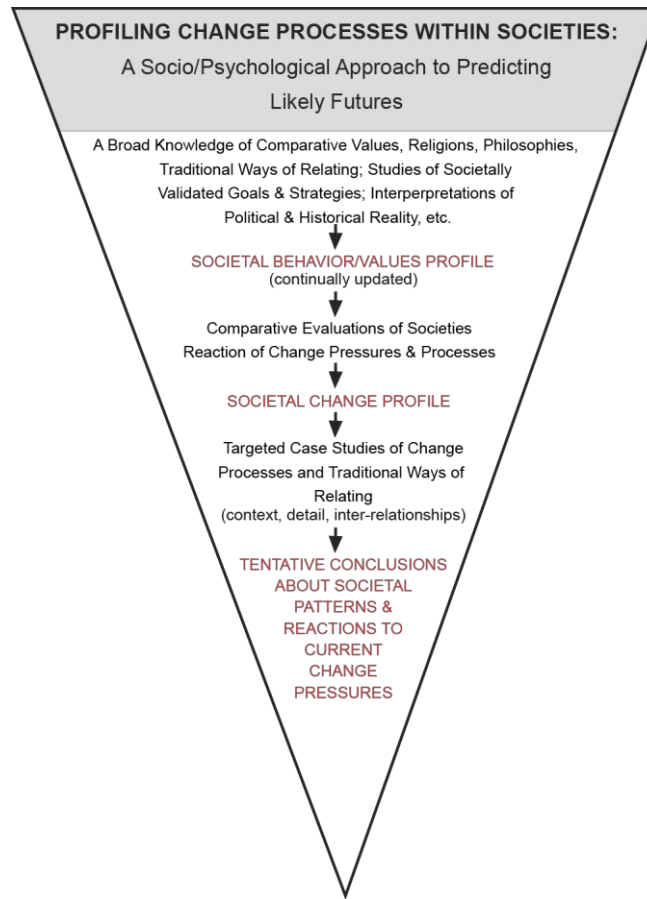 PROFILING CHANGE PROCESSES WITHIN SOCIETIES:
A Socio/Psychological Approach to Predicting
Likely Futures
A Broad Knowledge of Comparative Values, Religions, Philosophies,
Traditional Ways of Relating; Studies of Societally
Validated Goals & Strategies; Interperpretations of
Political & Historical Reality, etc.
SOCIETAL BEHAVIOR/VALUES PROFILE
(continually updated)
Comparative Evaluations of Societies
Reaction of Change Pressures & Processes
SOCIETAL CHANGE PROFILE
Targeted Case Studies of Change
Processes and Traditional Ways of
Relating
(context, detail, inter-relationships)
TENTATIVE CONCLUSIONS
ABOUT SOCIETAL
PATTERNS &
REACTIONS TO
CURRENT
CHANGE
PRESSURES